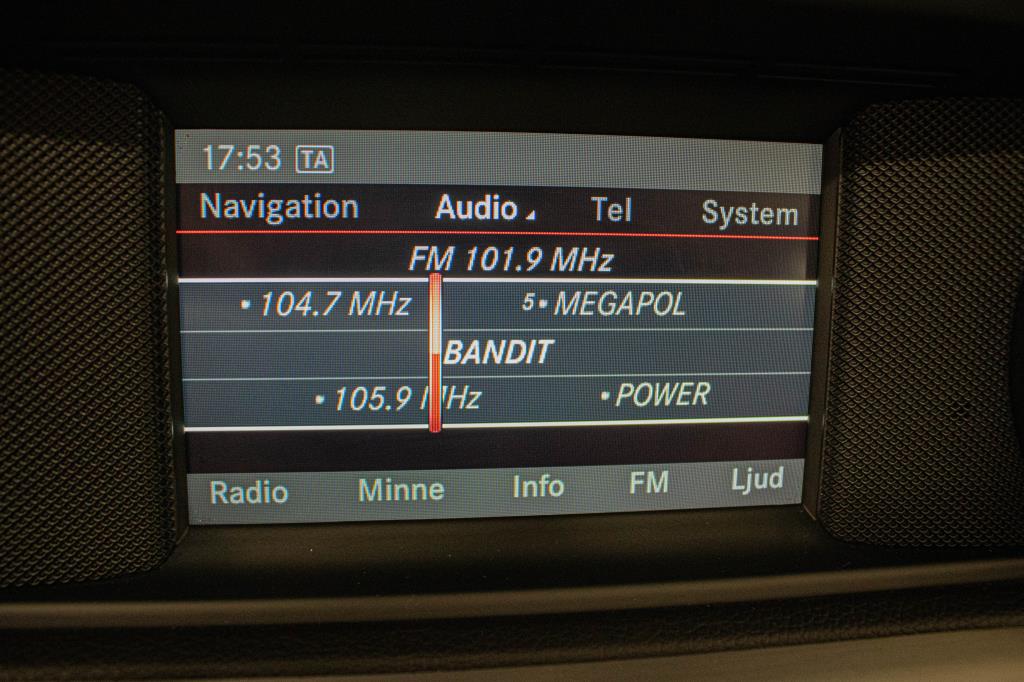 17:53 TA
Navigation Audio Tel System
FM 101.9 MHz
• 104.7 MHz 5• MEGAPOL
BANDIT
• 105.9 MHz • POWER
Radio Minne Info FM Ljud